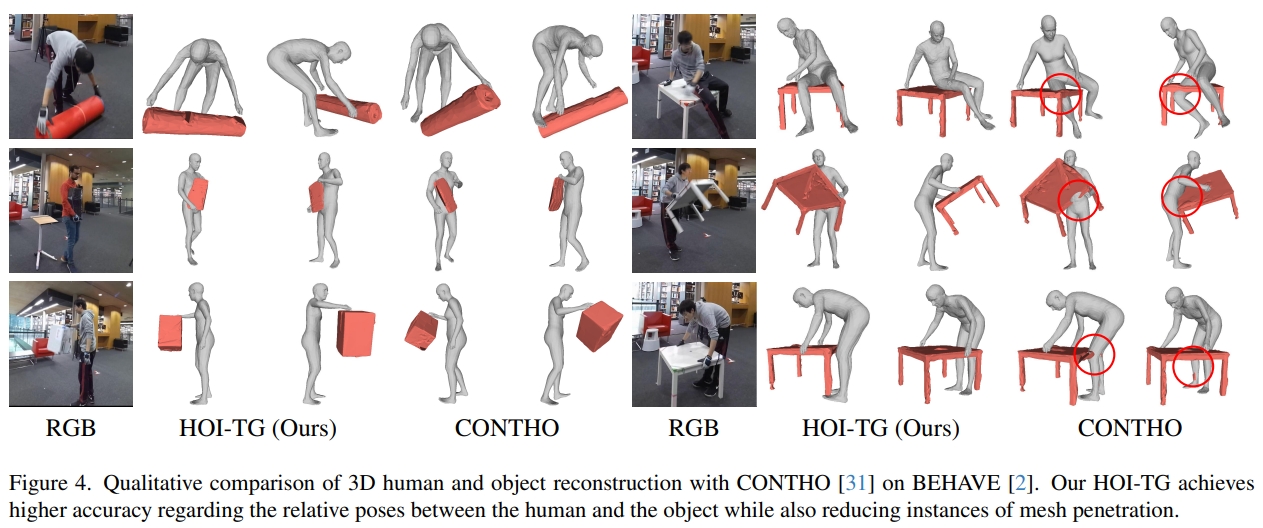 RGB HOI-TG (Ours) CONTHO RGB HOI-TG (Ours) CONTHO
Figure 4. Qualitative comparison of 3D human and object reconstruction with CONTHO [31] on BEHAVE [2]. Our HOI-TG achieves
higher accuracy regarding the relative poses between the human and the object while also reducing instances of mesh penetration.